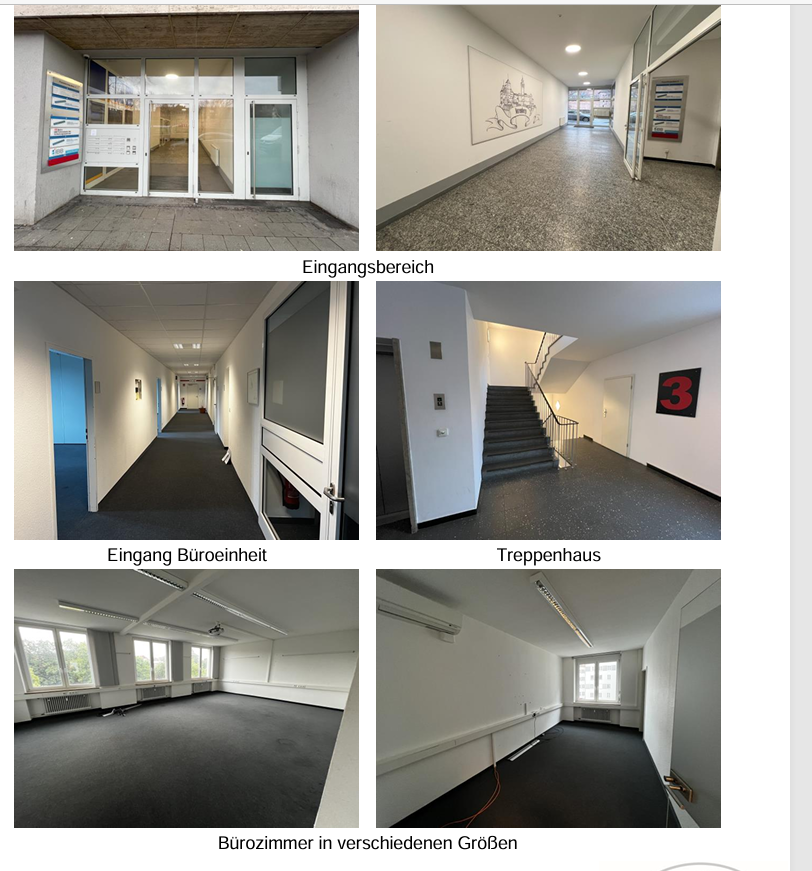 Eingangsbereich
3
Eingang Büroeinheit
Treppenhaus
Bürozimmer in verschiedenen Größen